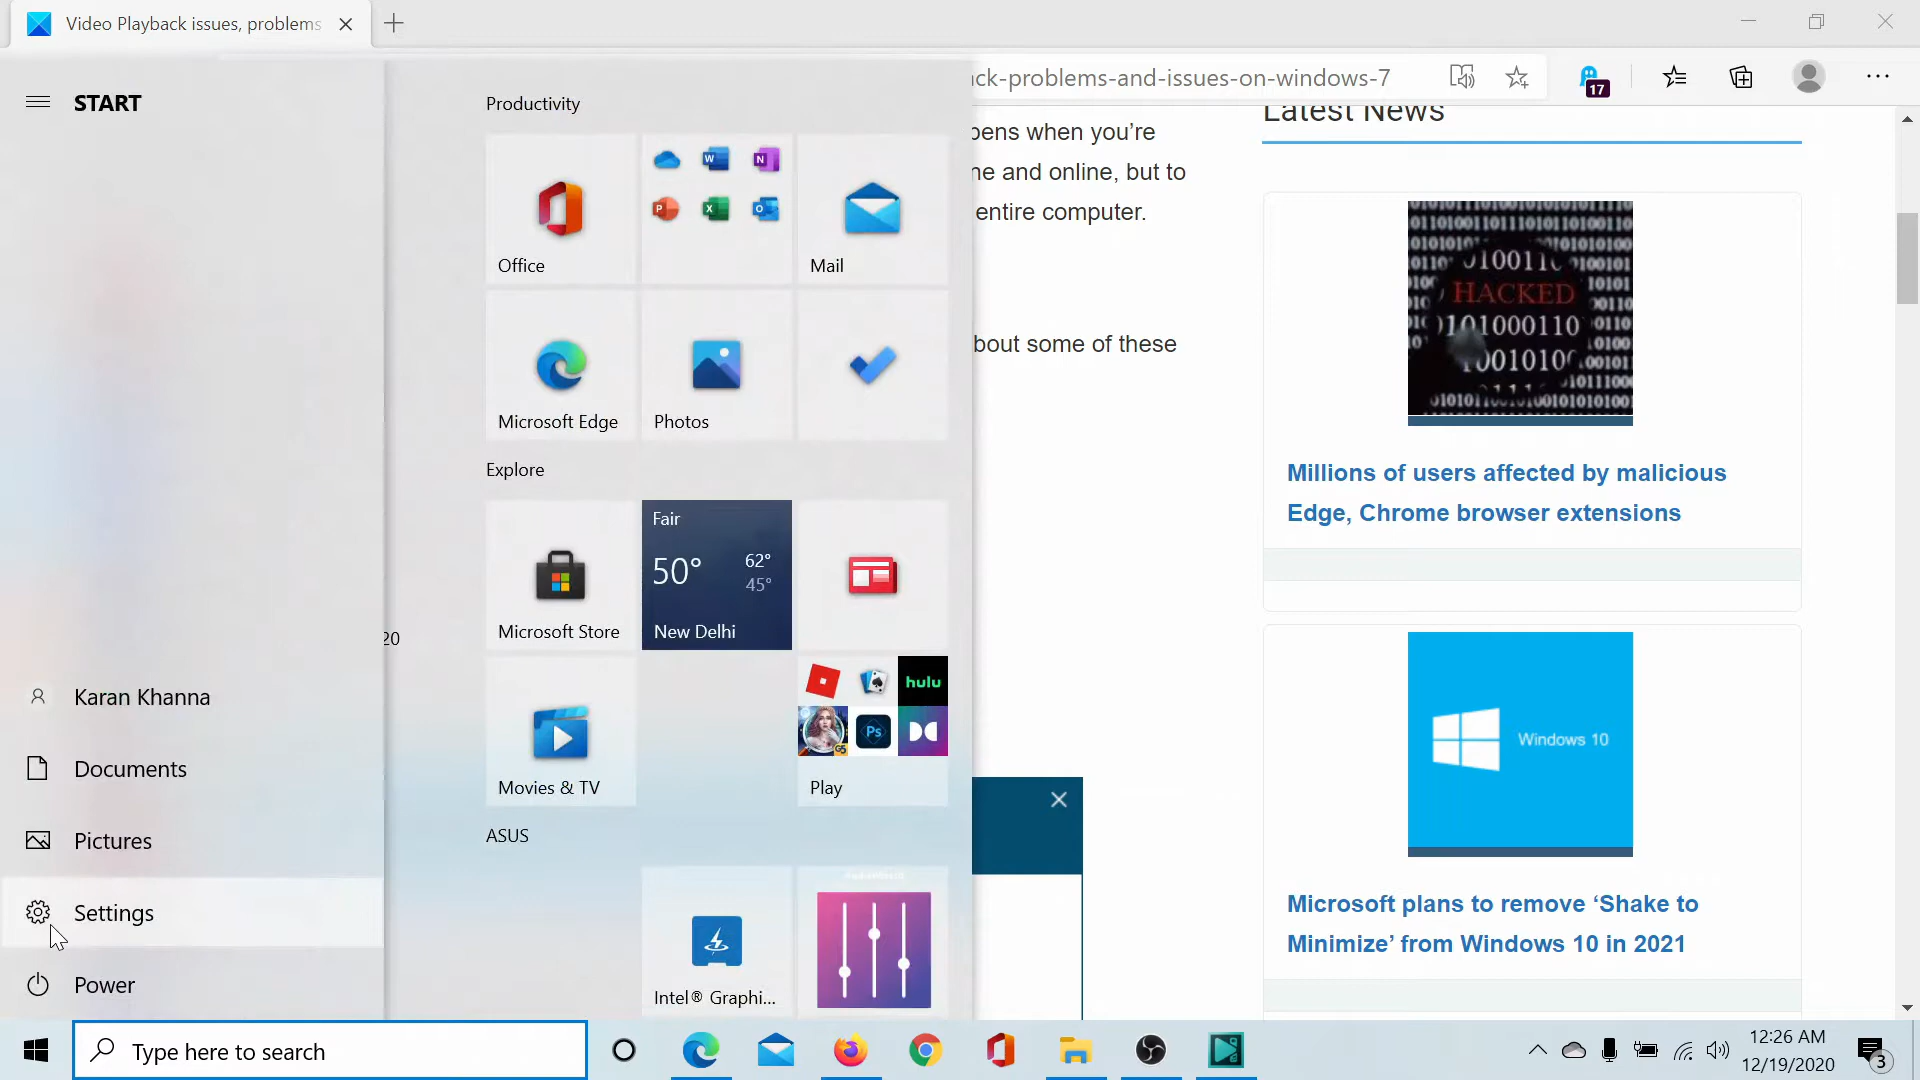 Video Playback issues, problems
ck-problems-and-issues-on-windows-7
17
START
Productivity
Office
Mail
Microsoft Edge
Photos
Explore
Microsoft Store
Fair
50°
62°
45°
New Delhi
Movies & TV
hulu
Ps
G5
Play
ASUS
Intel® Graphi...
20
Karan Khanna
Documents
Pictures
Settings
Power
pens when you’re
ne and online, but to
entire computer.
bout some of these
Latest News
HACKED
Millions of users affected by malicious
Edge, Chrome browser extensions
Windows 10
Microsoft plans to remove ‘Shake to
Minimize’ from Windows 10 in 2021
Type here to search
12:26 AM
12/19/2020
3